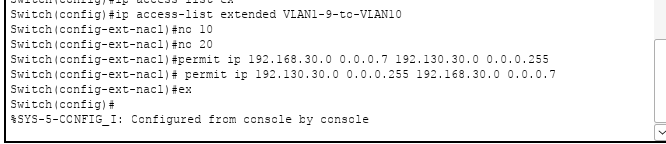 Switch(config)#ip access-list ex
Switch(config)#ip access-list extended VLAN1-9-to-VLAN10
Switch(config-ext-nacl)#no 10
Switch(config-ext-nacl)#no 20
Switch(config-ext-nacl)#permit ip 192.168.30.0 0.0.0.7 192.130.30.0 0.0.0.255
Switch(config-ext-nacl)# permit ip 192.130.30.0 0.0.0.255 192.168.30.0 0.0.0.7
Switch(config-ext-nacl)#ex
Switch(config)#
%SYS-5-CONFIG_I: Configured from console by console